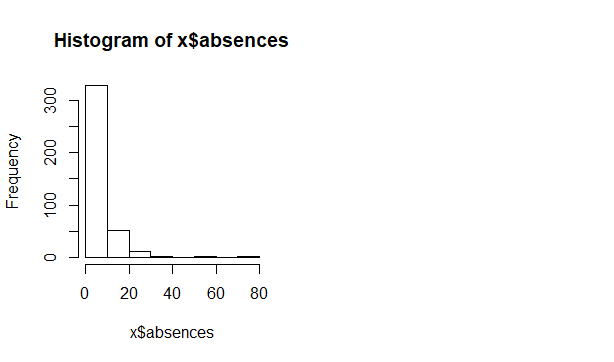 Histogram of x$absences
Frequency
300
200
100
0
0 20 40 60 80
x$absences